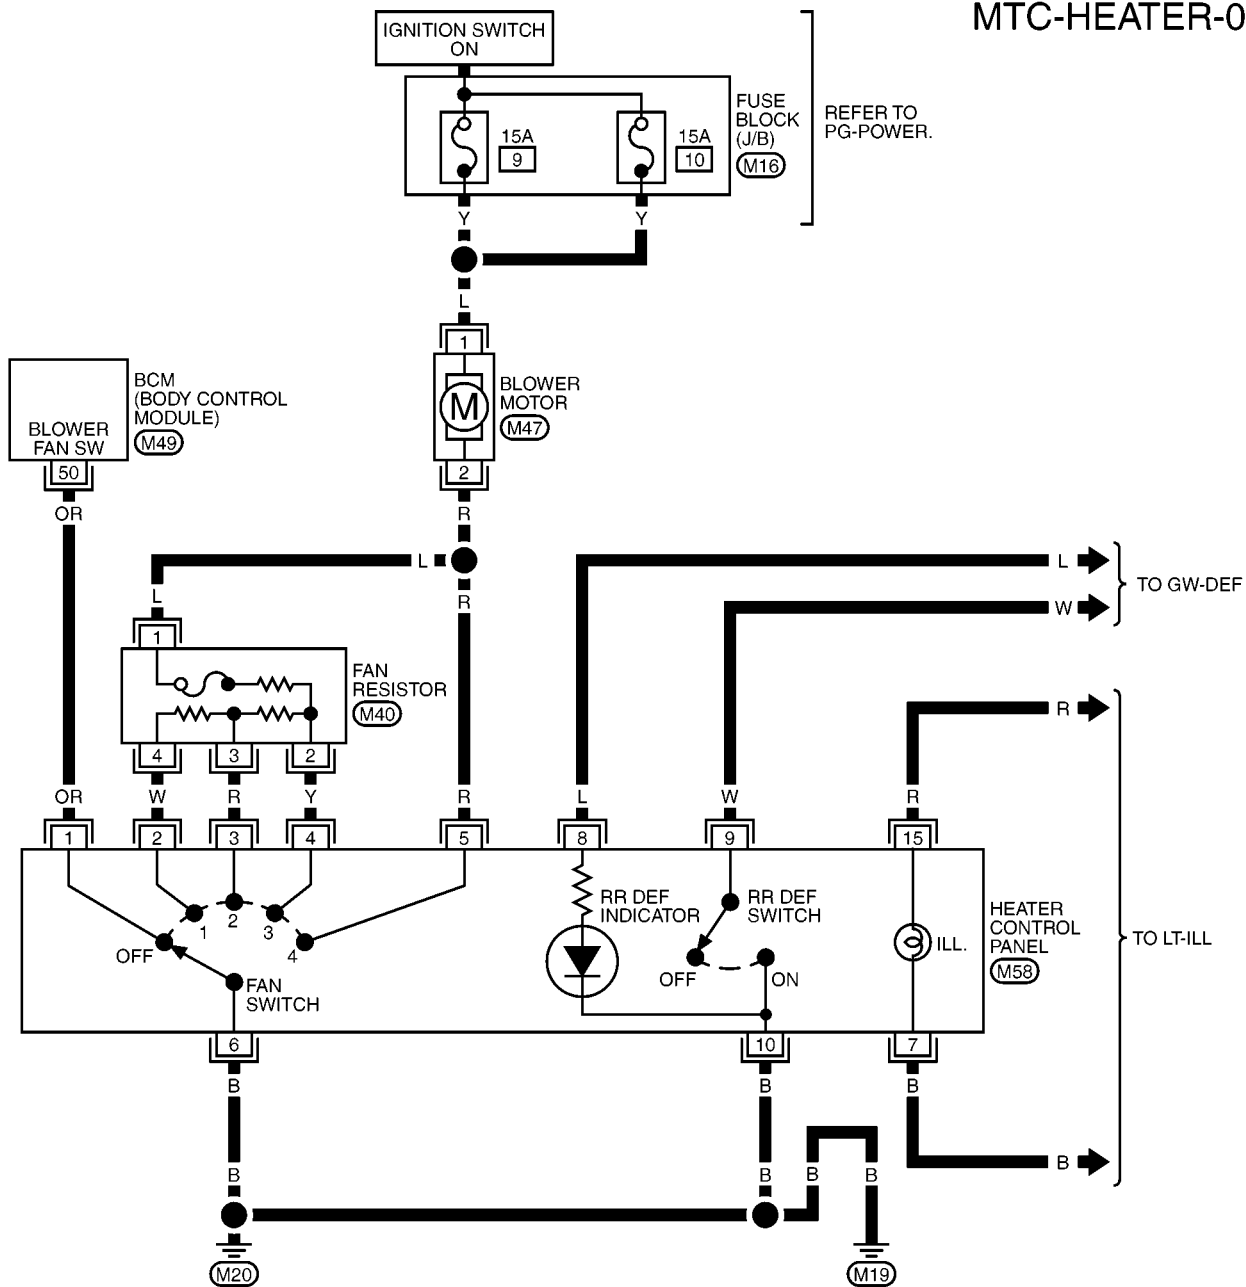 MTC-HEATER-0
IGNITION SWITCH
ON
FUSE
BLOCK
(J/B)
M16
REFER TO
PG-POWER.
15A
9
15A
10
Y
Y
L
1
BLOWER
MOTOR
M47
M
2
R
BCM
(BODY CONTROL
MODULE)
M49
BLOWER
FAN SW
50
OR
L
L
R
1
FAN
RESISTOR
M40
4
3
2
L
W
TO GW-DEF
R
OR
W
R
Y
R
L
W
R
1
2
3
4
5
8
9
15
OFF
1
2
3
4
FAN
SWITCH
RR DEF
INDICATOR
RR DEF
SWITCH
OFF
ON
ILL.
HEATER
CONTROL
PANEL
M58
TO LT-ILL
6
10
7
B
B
B
B
B
B
B
B
M20
M19